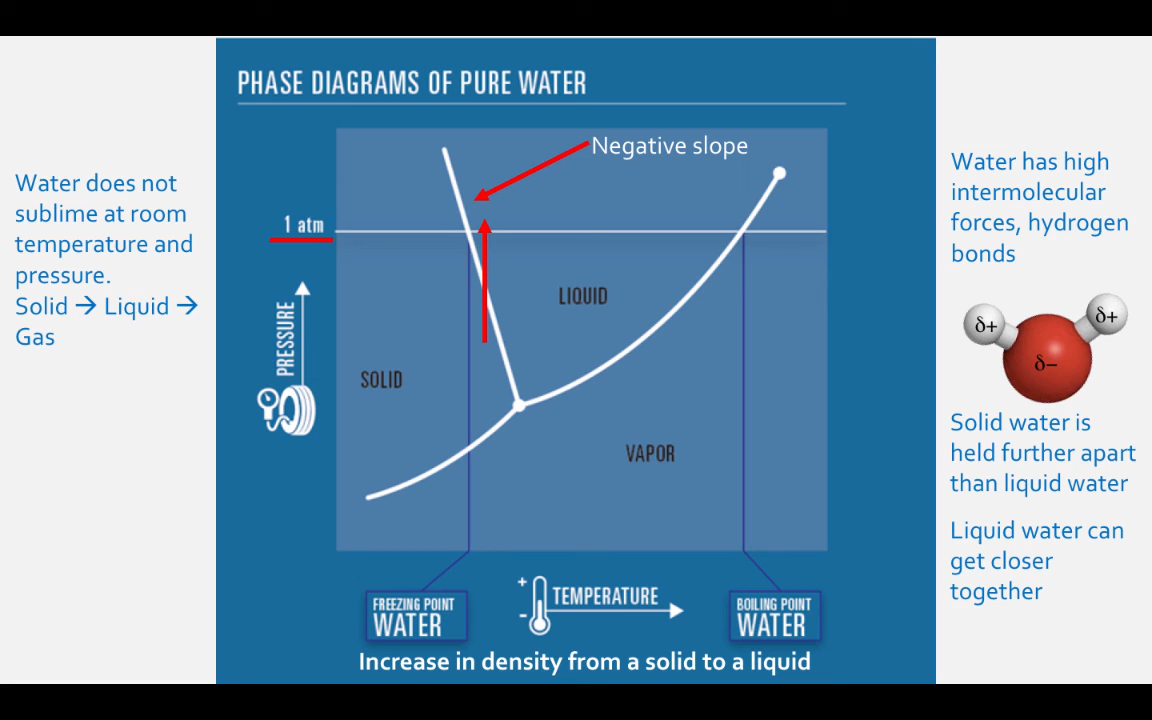 PHASE DIAGRAMS OF PURE WATER
Water does not
sublime at room
temperature and
pressure.
Solid → Liquid →
Gas
Negative slope
1 atm
PRESSURE
LIQUID
SOLID
VAPOR
+
-
TEMPERATURE
FREEZING POINT
WATER
BOILING POINT
WATER
Increase in density from a solid to a liquid
Water has high
intermolecular
forces, hydrogen
bonds
δ+
δ+
δ−
Solid water is
held further apart
than liquid water
Liquid water can
get closer
together